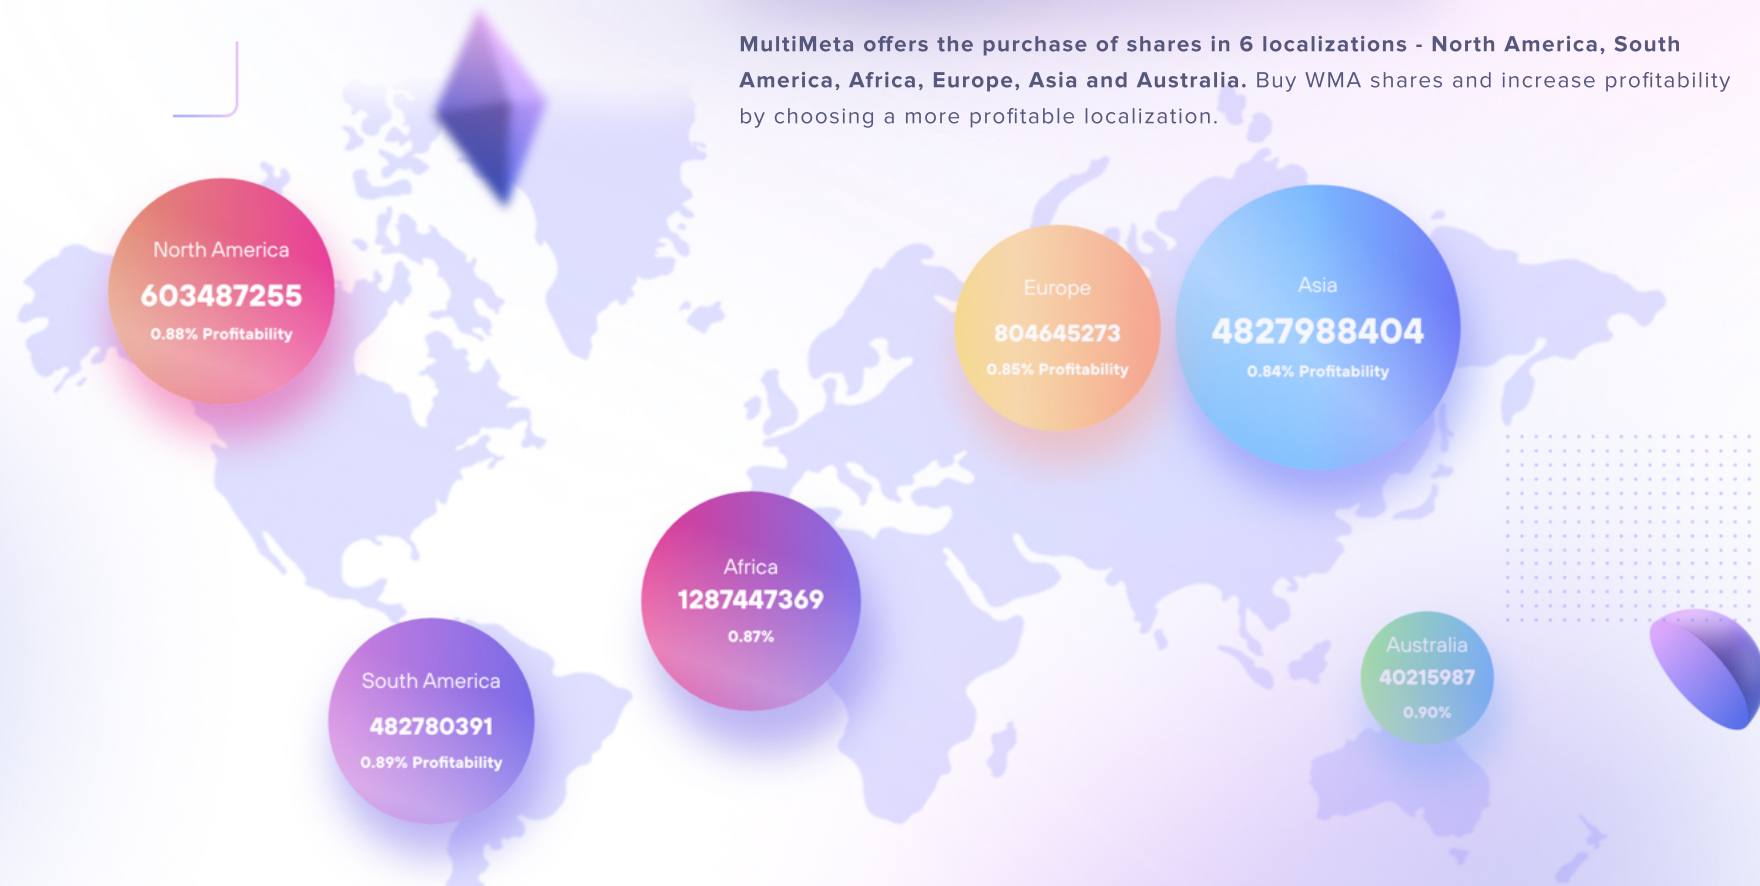 MultiMeta offers the purchase of shares in 6 localizations - North America, South
America, Africa, Europe, Asia and Australia. Buy WMA shares and increase profitability
by choosing a more profitable localization.
North America
603487255
0.88% Profitability
Europe
804645273
0.85% Profitability
Asia
4827988404
0.84% Profitability
Africa
1287447369
0.87%
South America
482780391
0.89% Profitability
Australia
40215987
0.90%